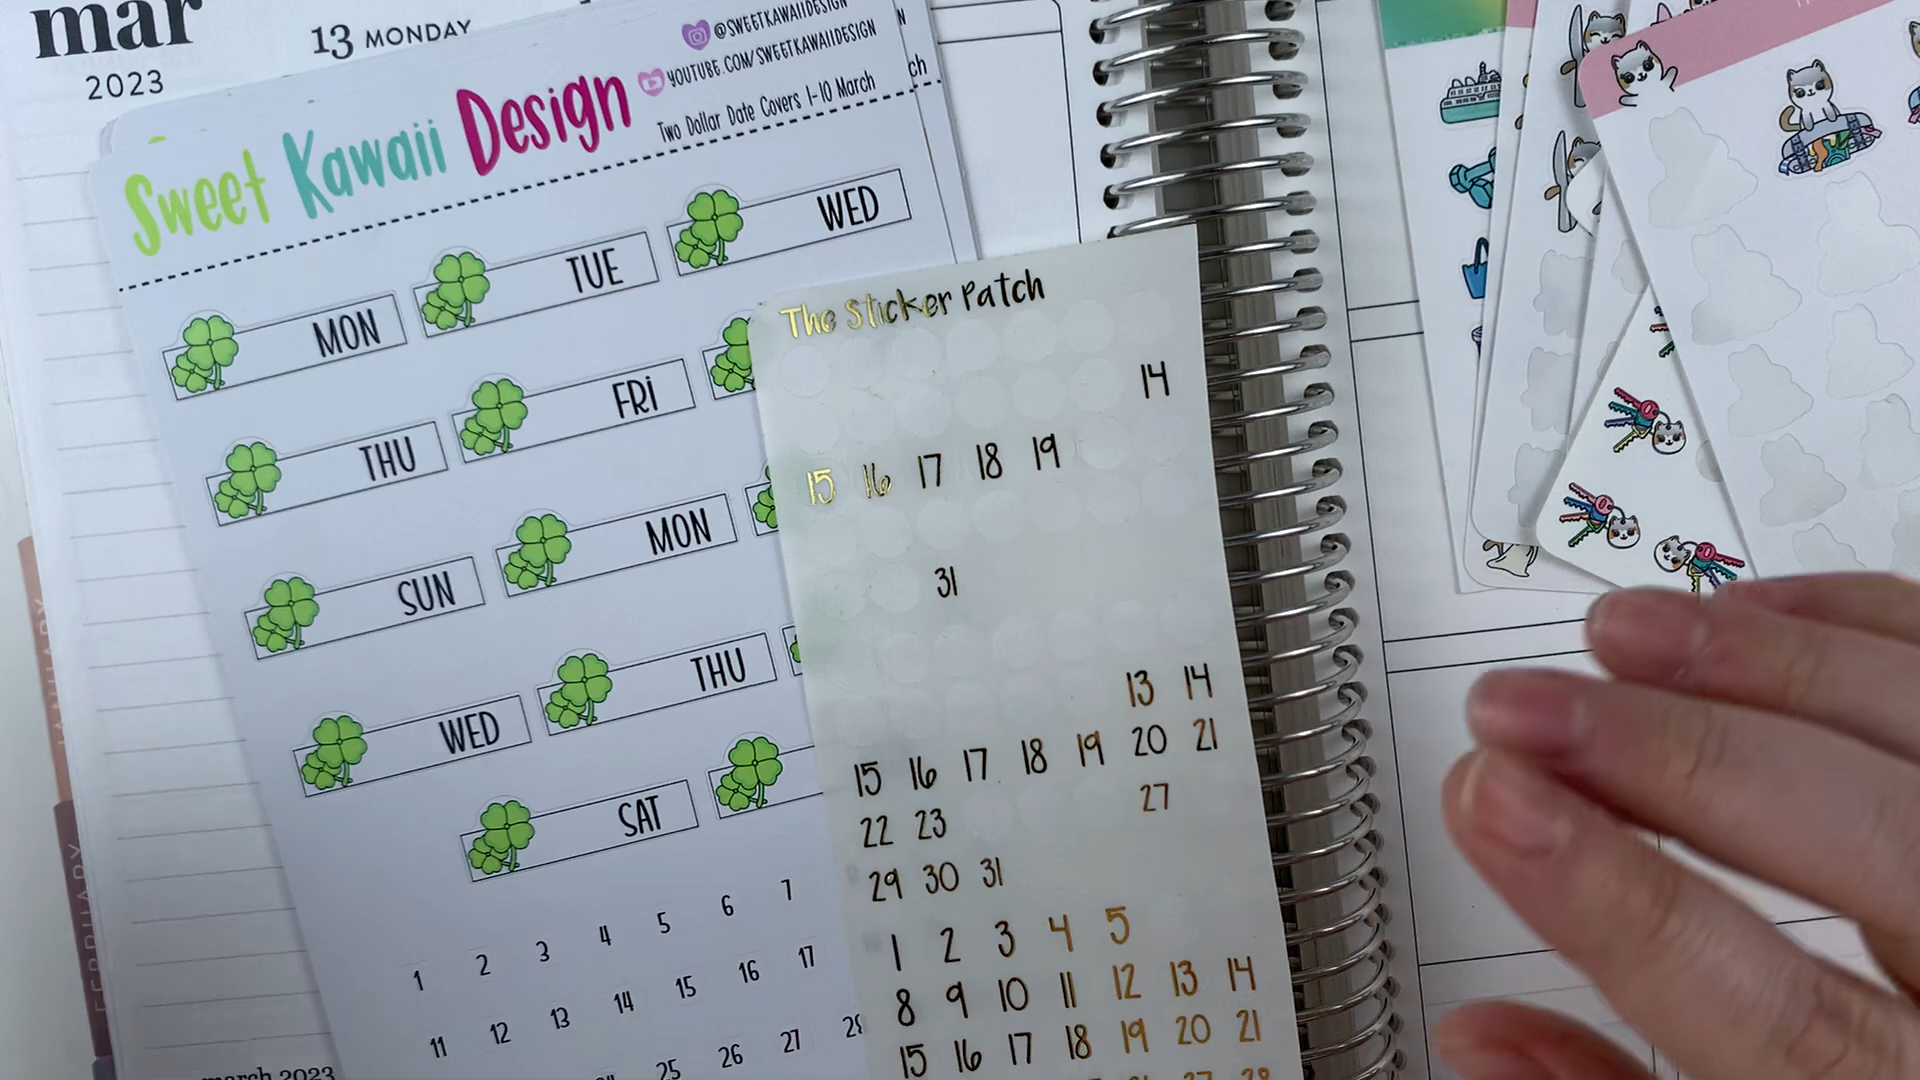 mar
2023
13 MONDAY
@SWEETKAWAIIDESIGN
YOUTUBE.COM/SWEETKAWAIIDESIGN
Sweet Kawaii Design
Two Dollar Date Covers 1-10 March
MON TUE WED
THU FRI
SUN MON
WED THU
SAT
1 2 3 4 5 6 7
11 12 13 14 15 16 17
25 26 27 28
march 2023
JANUARY
FEBRUARY
The Sticker Patch
14
15 16 17 18 19
31
13 14
15 16 17 18 19 20 21
22 23 27
29 30 31
1 2 3 4 5
8 9 10 11 12 13 14
15 16 17 18 19 20 21